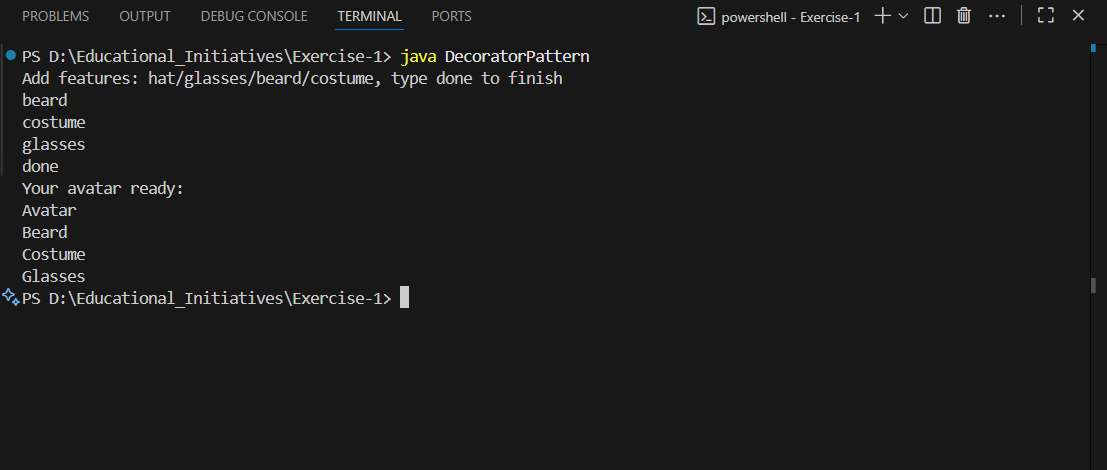 PROBLEMS OUTPUT DEBUG CONSOLE TERMINAL PORTS powershell - Exercise-1
PS D:\Educational_Initiatives\Exercise-1> java DecoratorPattern
Add features: hat/glasses/beard/costume, type done to finish
beard
costume
glasses
done
Your avatar ready:
Avatar
Beard
Costume
Glasses
PS D:\Educational_Initiatives\Exercise-1>